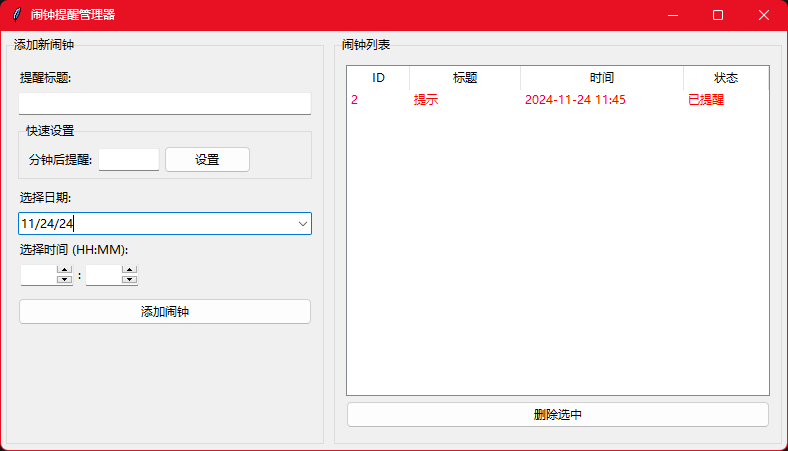 闹钟提醒管理器
添加新闹钟
提醒标题:
快速设置
分钟后提醒: 设置
选择日期:
11/24/24
选择时间 (HH:MM):
:
添加闹钟
闹钟列表
ID 标题 时间 状态
2 提示 2024-11-24 11:45 已提醒
删除选中